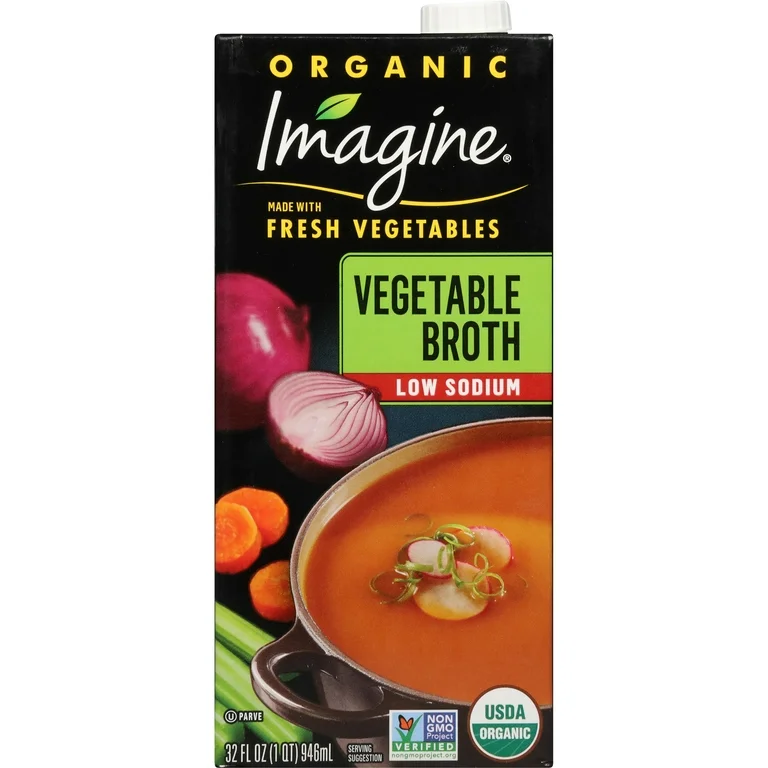 ORGANIC
Imagine®
MADE WITH
FRESH VEGETABLES
VEGETABLE
BROTH
LOW SODIUM
U PARVE
32 FL OZ (1 QT) 946mL
SERVING
SUGGESTION
NON
GMO
Project
VERIFIED
nongmoproject.org
USDA
ORGANIC